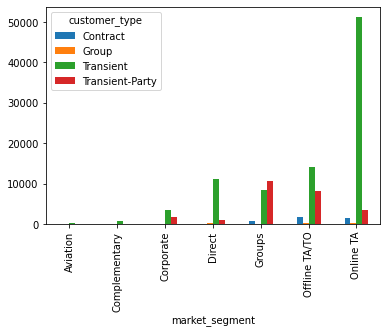 customer_type
Contract
Group
Transient
Transient-Party
50000
40000
30000
20000
10000
0
Aviation
Complementary
Corporate
Direct
Groups
Offline TA/TO
Online TA
market_segment